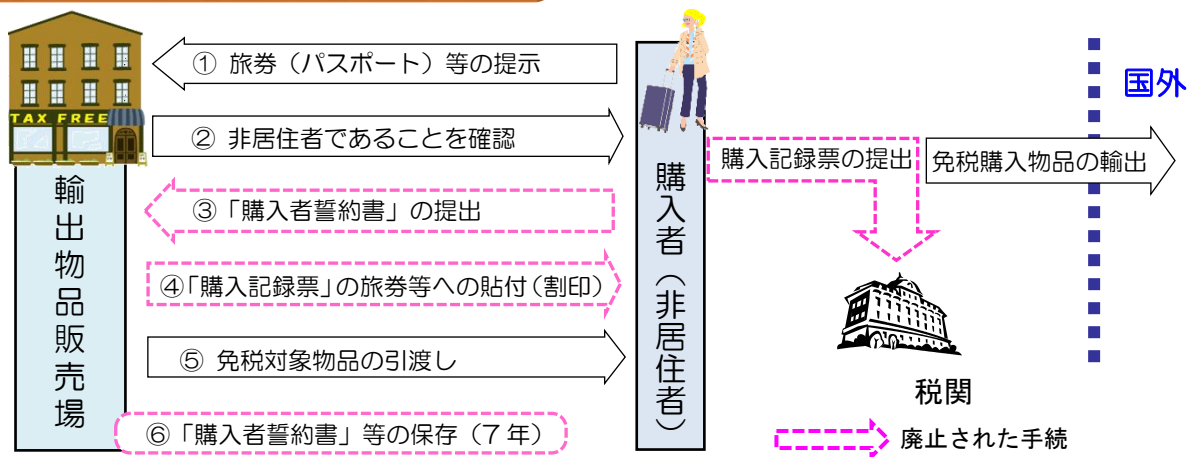 TAX FREE
① 旅券（パスポート）等の提示
② 非居住者であることを確認
③「購入者誓約書」の提出
④「購入記録票」の旅券等への貼付（割印）
⑤ 免税対象物品の引渡し
⑥「購入者誓約書」等の保存（7年）
輸出物品販売場
購入者（非居住者）
購入記録票の提出
免税購入物品の輸出
国外
税関
廃止された手続